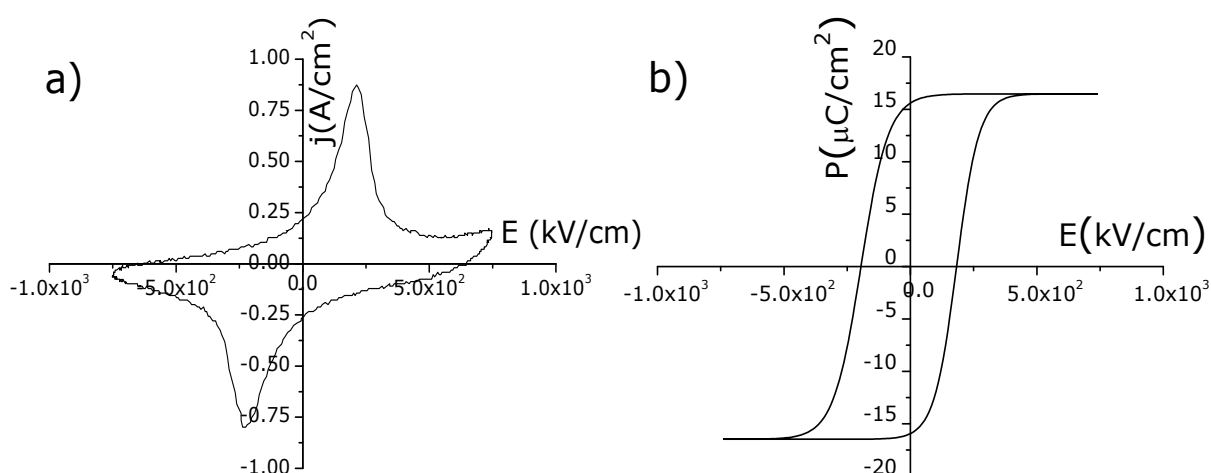 a)
j(A/cm²)
1.00
0.75
0.50
0.25
0.00
-0.25
-0.50
-0.75
-1.00
E (kV/cm)
-1.0x10³
-5.0x10²
0.0
5.0x10²
1.0x10³
b)
P(μC/cm²)
20
15
10
5
0
-5
-10
-15
-20
E(kV/cm)
-1.0x10³
-5.0x10²
0.0
5.0x10²
1.0x10³